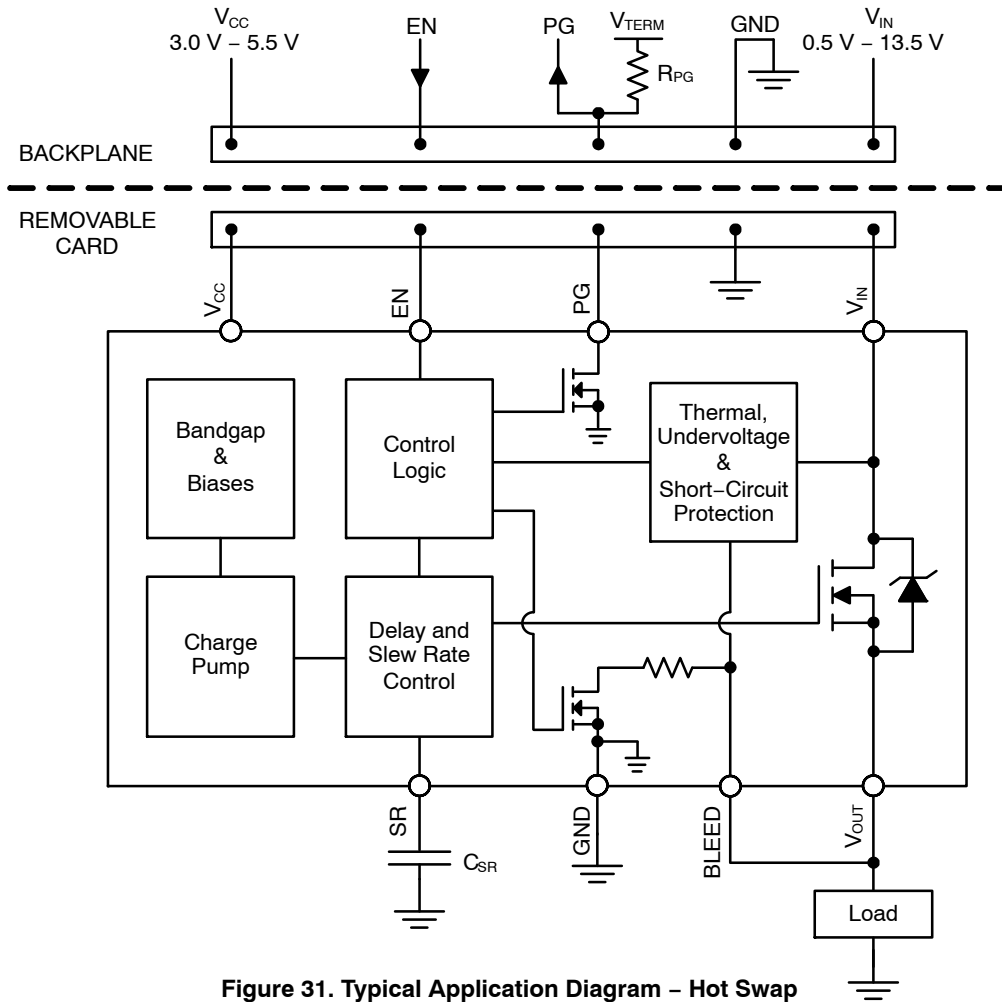 VCC
3.0 V – 5.5 V
EN
PG
VTERM
RPG
GND
VIN
0.5 V – 13.5 V
BACKPLANE
REMOVABLE
CARD
VCC
EN
PG
VIN
Bandgap
&
Biases
Control
Logic
Thermal,
Undervoltage
&
Short–Circuit
Protection
Charge
Pump
Delay and
Slew Rate
Control
SR
GND
BLEED
VOUT
CSR
Load
Figure 31. Typical Application Diagram – Hot Swap